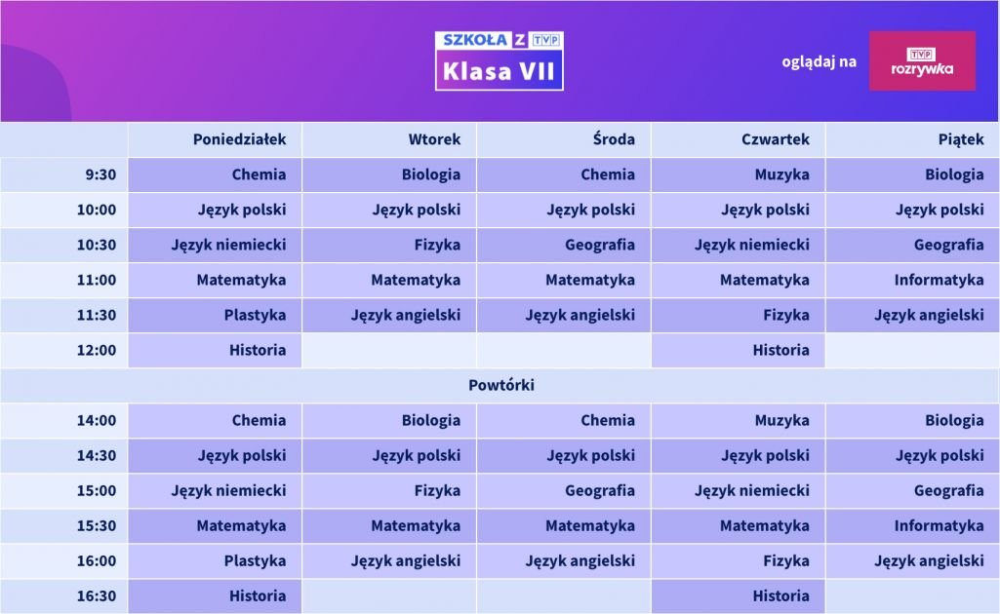 SZKOŁA Z TVP
Klasa VII
oglądaj na
TVP
rozrywka
Poniedziałek Wtorek Środa Czwartek Piątek
9:30 Chemia Biologia Chemia Muzyka Biologia
10:00 Język polski Język polski Język polski Język polski Język polski
10:30 Język niemiecki Fizyka Geografia Język niemiecki Geografia
11:00 Matematyka Matematyka Matematyka Matematyka Informatyka
11:30 Plastyka Język angielski Język angielski Fizyka Język angielski
12:00 Historia Historia
Powtórki
14:00 Chemia Biologia Chemia Muzyka Biologia
14:30 Język polski Język polski Język polski Język polski Język polski
15:00 Język niemiecki Fizyka Geografia Język niemiecki Geografia
15:30 Matematyka Matematyka Matematyka Matematyka Informatyka
16:00 Plastyka Język angielski Język angielski Fizyka Język angielski
16:30 Historia Historia